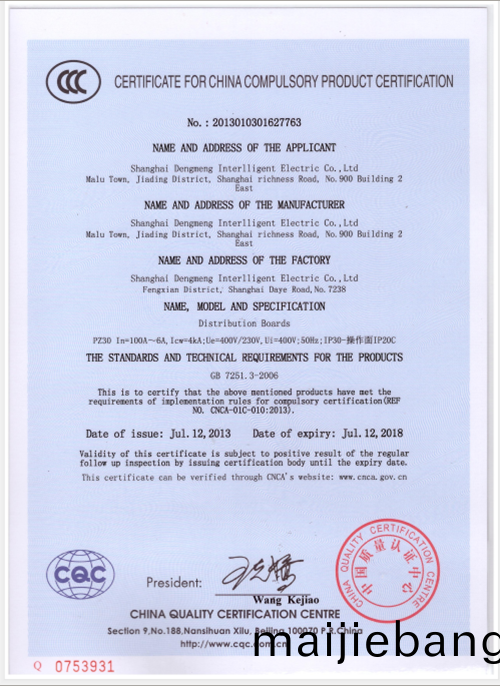 CCC
CERTIFICATE FOR CHINA COMPULSORY PRODUCT CERTIFICATION
No.: 2013010301627763
NAME AND ADDRESS OF THE APPLICANT
Shanghai Dengmeng Interlligent Electric Co.,Ltd
Malu Town, Jiading District, Shanghai richness Road, No.900 Building 2
East
NAME AND ADDRESS OF THE MANUFACTURER
Shanghai Dengmeng Interlligent Electric Co.,Ltd
Malu Town, Jiading District, Shanghai richness Road, No.900 Building 2
East
NAME AND ADDRESS OF THE FACTORY
Shanghai Dengmeng Interlligent Electric Co.,Ltd
Fengxian District, Shanghai Daye Road,No.7238
NAME, MODEL AND SPECIFICATION
Distribution Boards
PZ30 In=100A~6A,Icw=4kA;Ue=400V/230V,Ui=400V;50Hz;IP30-操作面IP20C
THE STANDARDS AND TECHNICAL REQUIREMENTS FOR THE PRODUCTS
GB 7251.3-2006
This is to certify that the above mentioned products have met the
requirements of implementation rules for compulsory certification(REF
NO. CNCA-01C-010:2013).
Date of issue: Jul.12,2013 Date of expiry: Jul.12,2018
Validity of this certificate is subject to positive result of the regular
follow up inspection by issuing certification body until the expiry date.
This certificate can be verified through CNCA's website: www.cnca.gov.cn
CQC
President:
Wang Kejiao
CHINA QUALITY CERTIFICATION CENTRE
中国质量认证中心
CHINA QUALITY CERTIFICATION CENTRE
Section 9,No.188,Nansihuan Xilu, Beijing 100070 P.R.China
http://www.cqc.com.cn
maijiebang
Q 0753931